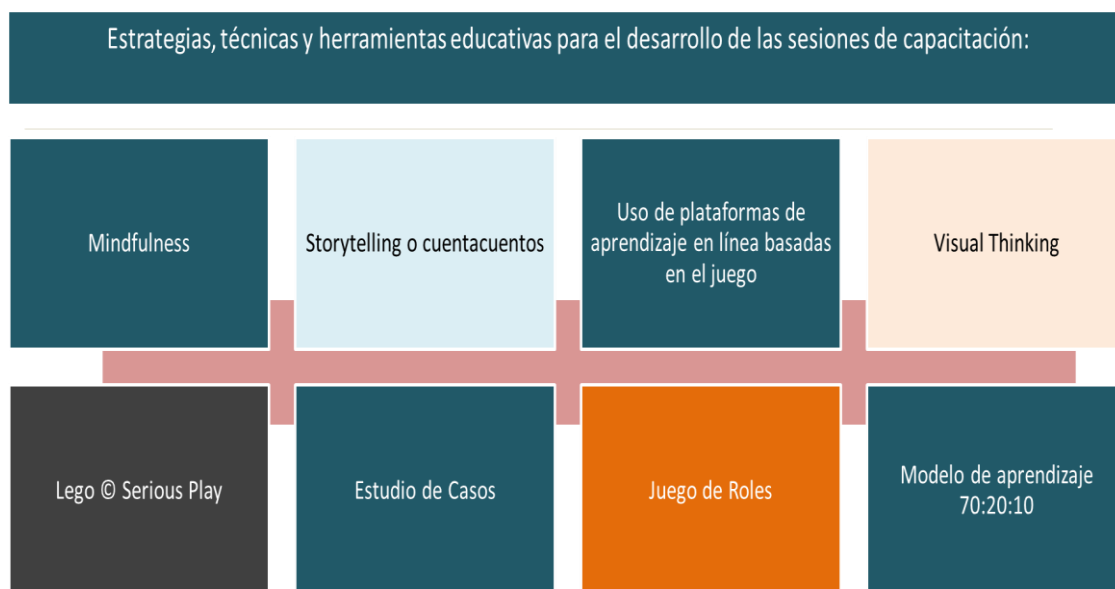 Estrategias, técnicas y herramientas educativas para el desarrollo de las sesiones de capacitación:
Mindfulness
Storytelling o cuentacuentos
Uso de plataformas de
aprendizaje en línea basadas
en el juego
Visual Thinking
Lego © Serious Play
Estudio de Casos
Juego de Roles
Modelo de aprendizaje
70:20:10